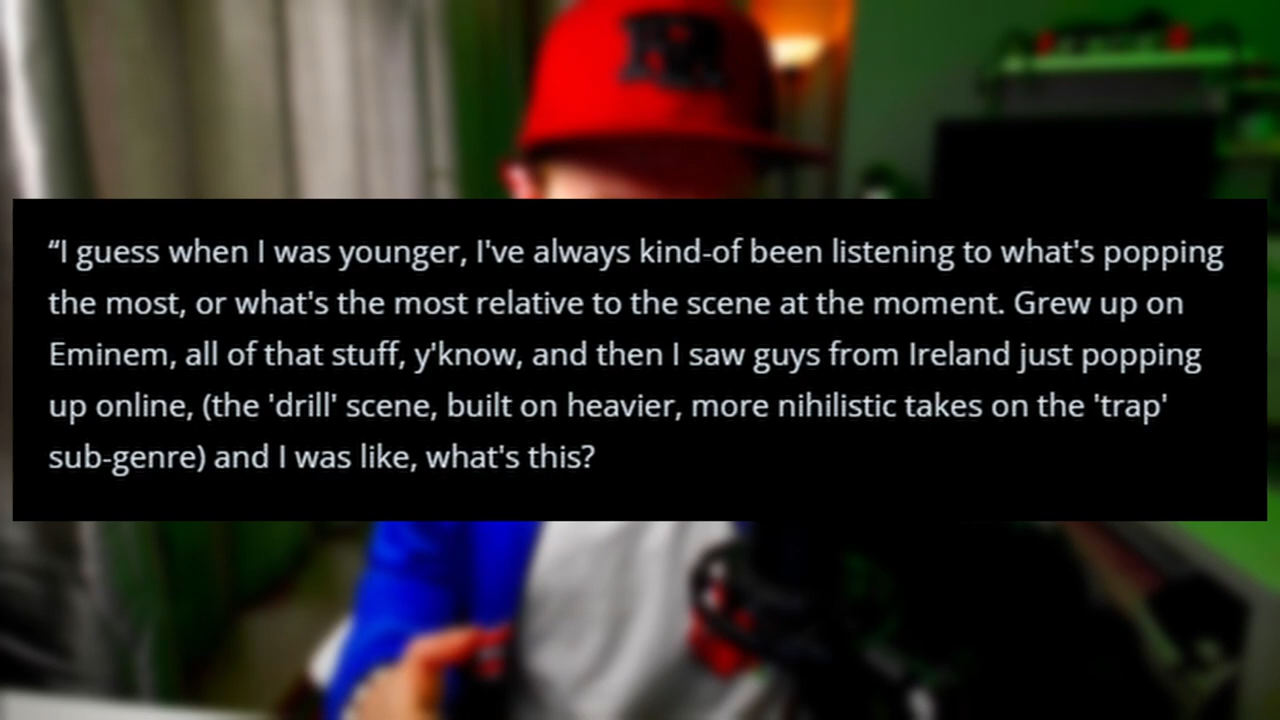 “I guess when I was younger, I've always kind-of been listening to what's popping
the most, or what's the most relative to the scene at the moment. Grew up on
Eminem, all of that stuff, y'know, and then I saw guys from Ireland just popping
up online, (the 'drill' scene, built on heavier, more nihilistic takes on the 'trap'
sub-genre) and I was like, what's this?